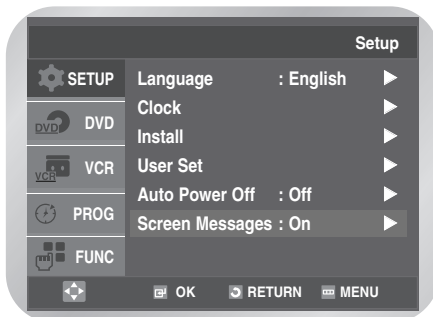 Setup
SETUP
DVD DVD
VCR VCR
PROG
FUNC
Language : English
Clock
Install
User Set
Auto Power Off : Off
Screen Messages : On
OK RETURN MENU